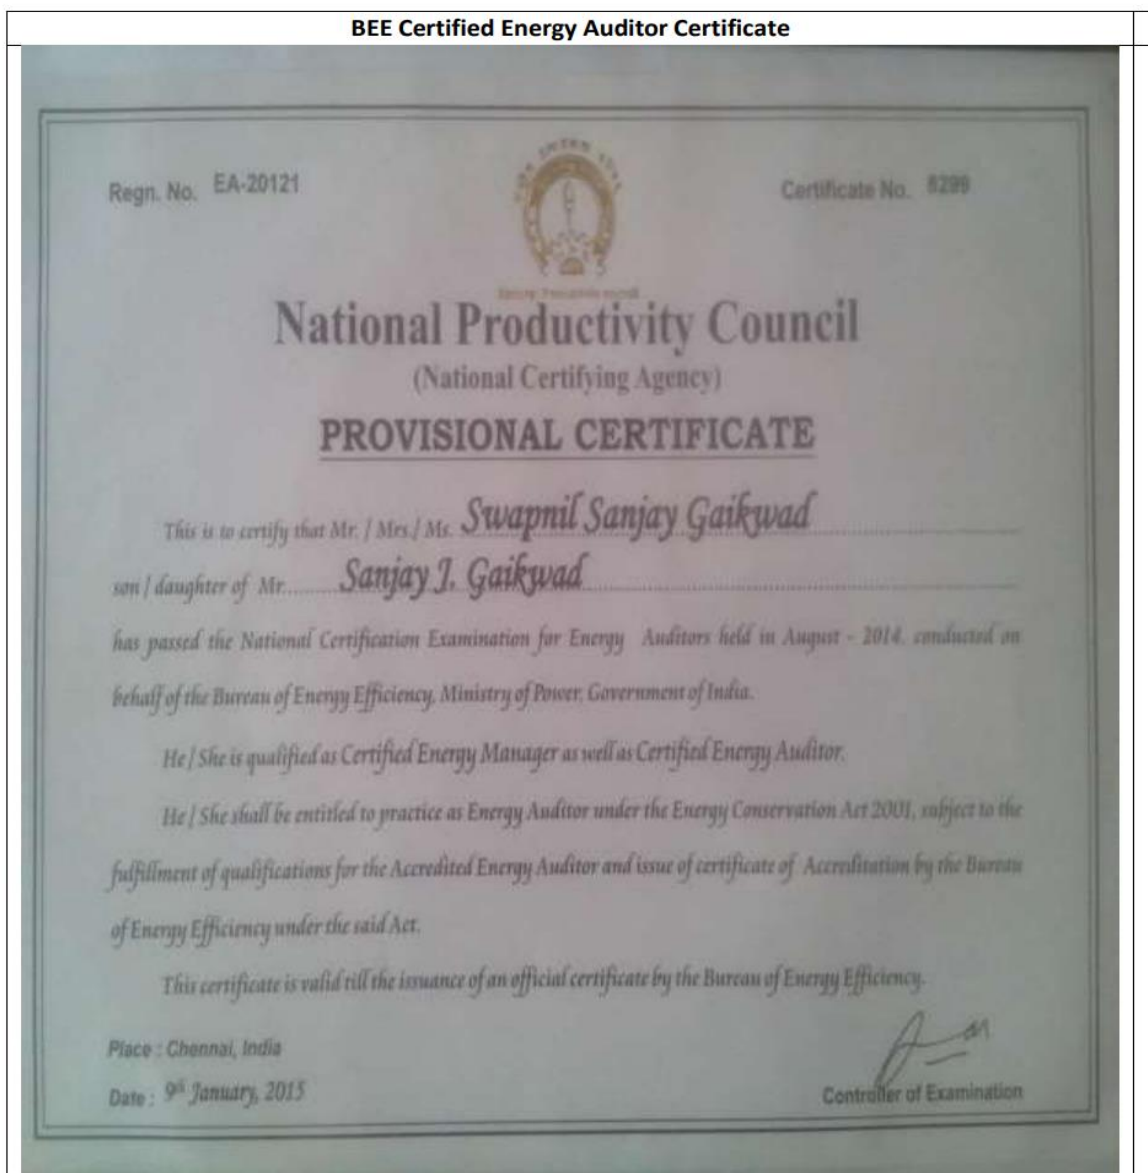 BEE Certified Energy Auditor Certificate
Regn. No. EA-20121
Certificate No. 6299
National Productivity Council
(National Certifying Agency)
PROVISIONAL CERTIFICATE
This is to certify that Mr. / Mrs./ Ms. Swapnil Sanjay Gaikwad
son / daughter of Mr. Sanjay J. Gaikwad
has passed the National Certification Examination for Energy Auditors held in August - 2014, conducted on
behalf of the Bureau of Energy Efficiency, Ministry of Power, Government of India.
He / She is qualified as Certified Energy Manager as well as Certified Energy Auditor.
He / She shall be entitled to practice as Energy Auditor under the Energy Conservation Act 2001, subject to the
fulfillment of qualifications for the Accredited Energy Auditor and issue of certificate of Accreditation by the Bureau
of Energy Efficiency under the said Act.
This certificate is valid till the issuance of an official certificate by the Bureau of Energy Efficiency.
Place : Chennai, India
Date : 9th January, 2015
Controller of Examination